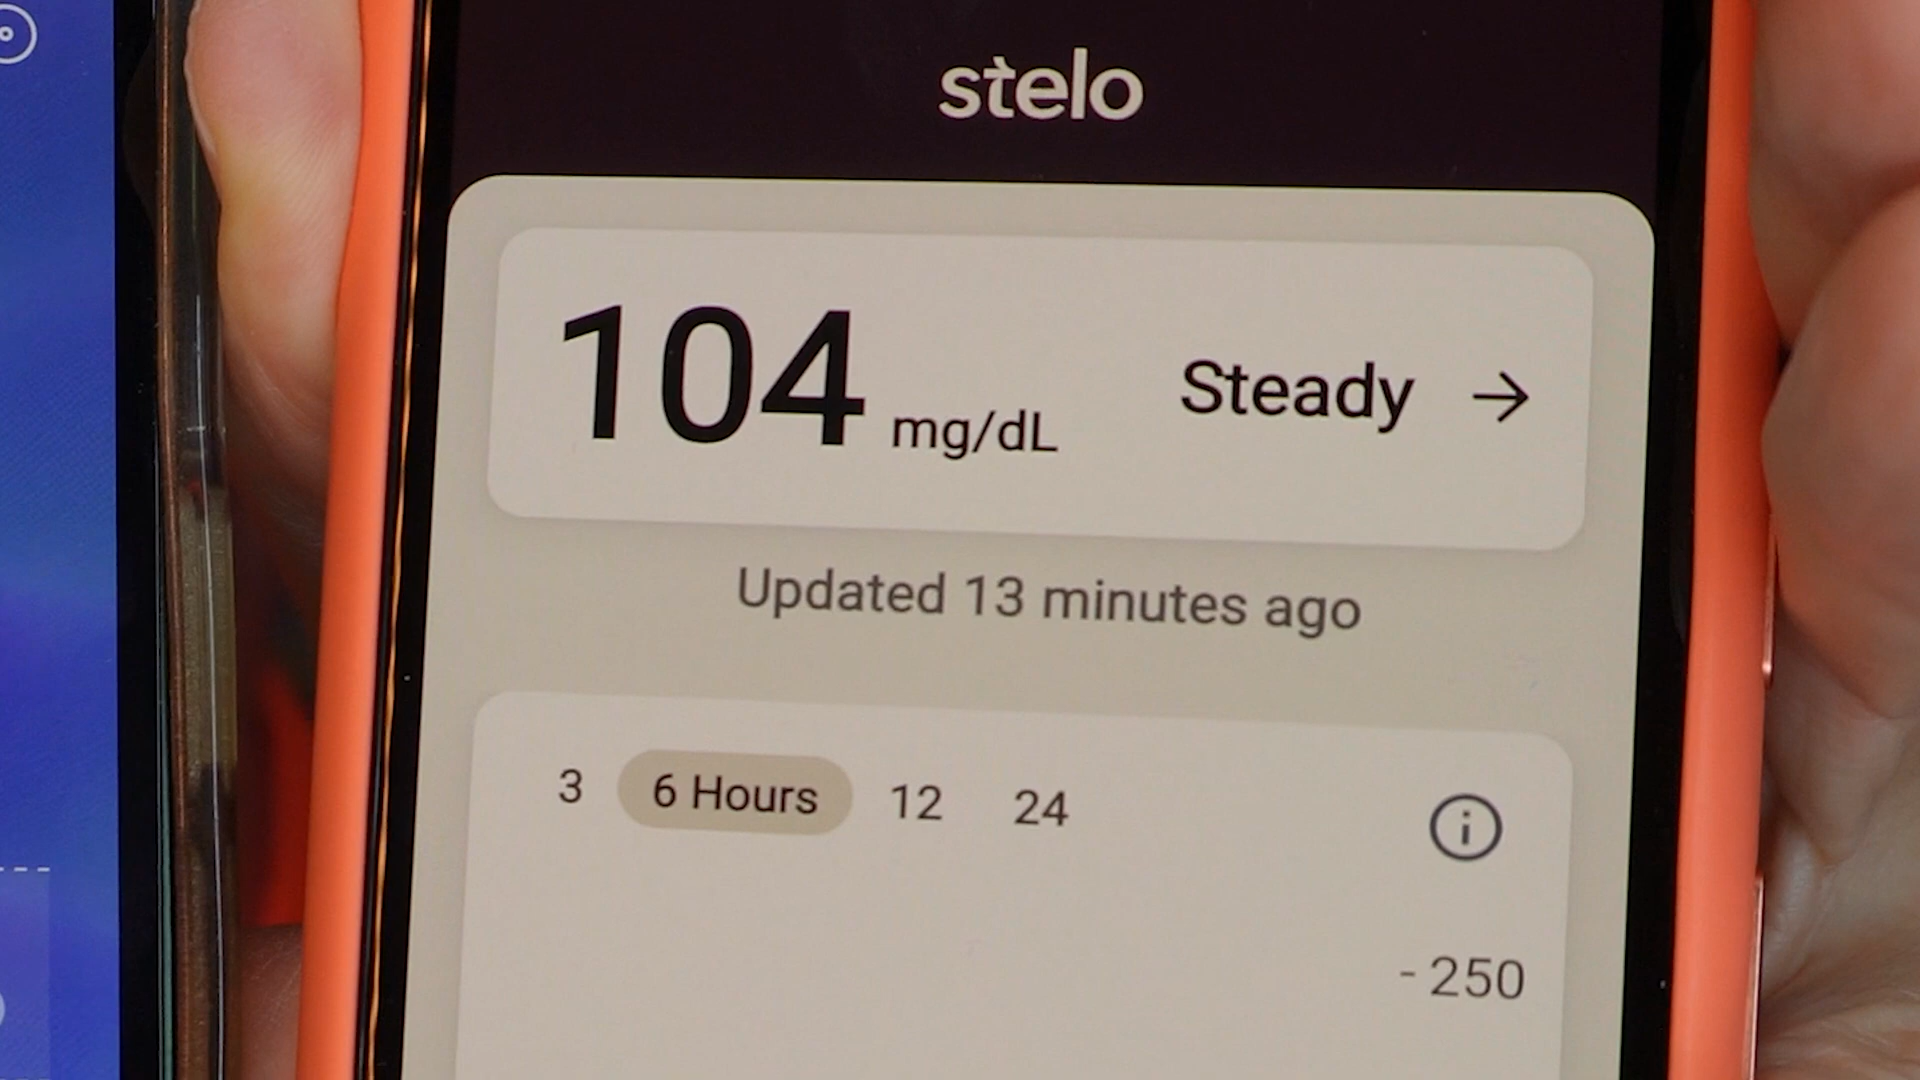 stelo
104 mg/dL Steady →
Updated 13 minutes ago
3 6 Hours 12 24
- 250